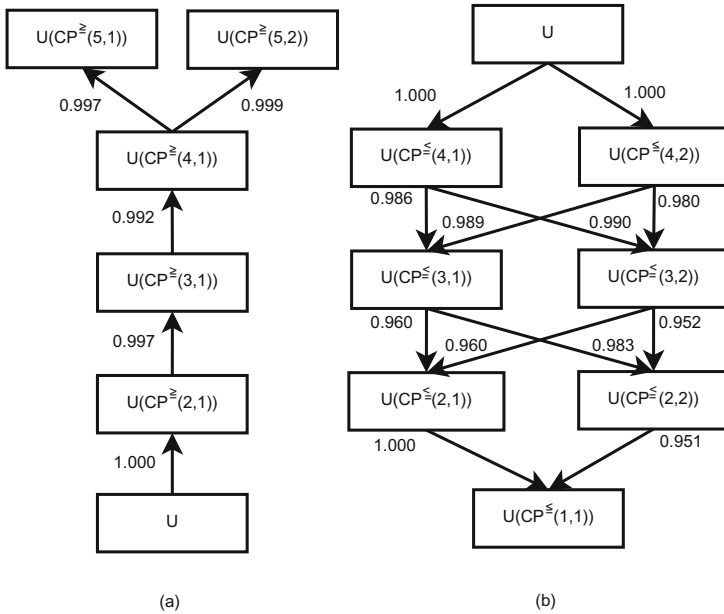 U(CP≧(5,1))
U(CP≧(5,2))
0.997
0.999
U(CP≧(4,1))
0.992
U(CP≧(3,1))
0.997
U(CP≧(2,1))
1.000
U
(a)
U
1.000
1.000
U(CP≦(4,1))
U(CP≦(4,2))
0.986
0.989
0.990
0.980
U(CP≦(3,1))
U(CP≦(3,2))
0.960
0.960
0.983
0.952
U(CP≦(2,1))
U(CP≦(2,2))
1.000
0.951
U(CP≦(1,1))
(b)